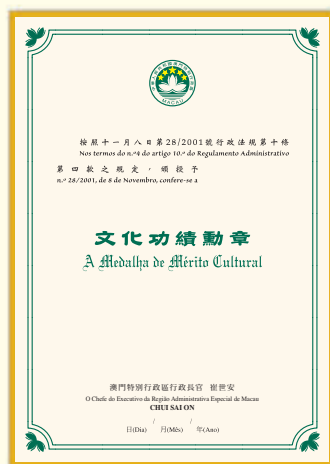 MACAU
按照十一月八日第28/2001號行政法規第十條
Nos termos do n.º4 do artigo 10.º do Regulamento Administrativo
第四款之規定，頒授予
n.º 28/2001, de 8 de Novembro, confere-se a
文化功績勳章
A Medalha de Mérito Cultural
澳門特別行政區行政長官 崔世安
O Chefe do Executivo da Região Administrativa Especial de Macau
CHUI SAI ON
/ /
日(Dia) 月(Mês) 年(Ano)